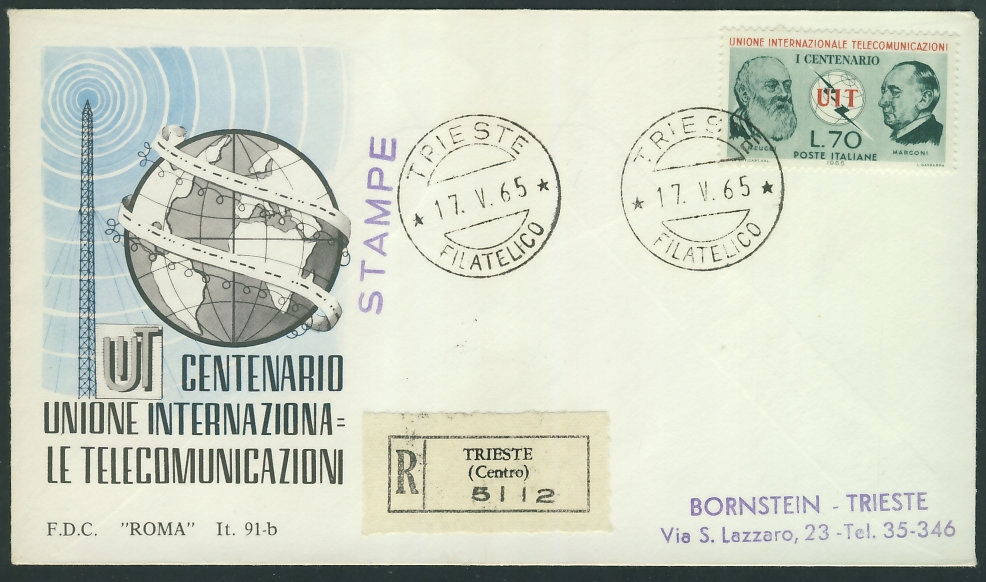 UNIONE INTERNAZIONALE TELECOMUNICAZIONI
I CENTENARIO
UIT
L.70
MEUCCI
MARCONI
POSTE ITALIANE
1965
TRIESTE
17. V. 65
FILATELICO
TRIESTE
17. V. 65
FILATELICO
STAMPE
UIT CENTENARIO
UNIONE INTERNAZIONA=
LE TELECOMUNICAZIONI
F.D.C. "ROMA" It. 91-b
R
TRIESTE
(Centro)
5112
BORNSTEIN - TRIESTE
Via S. Lazzaro, 23 -Tel. 35-346